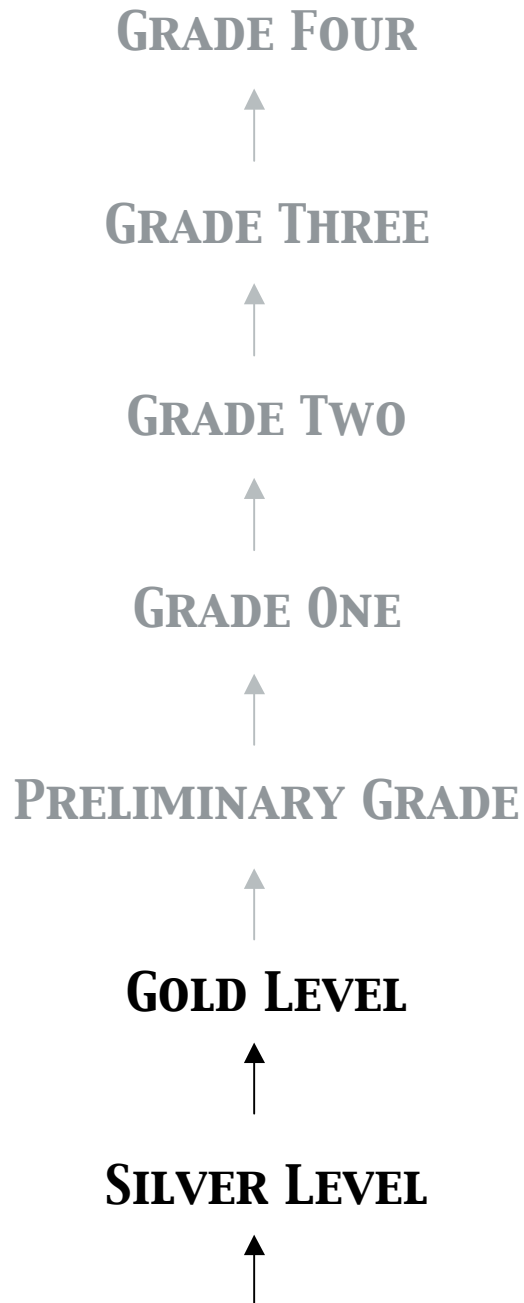 GRADE FOUR
GRADE THREE
GRADE TWO
GRADE ONE
PRELIMINARY GRADE
GOLD LEVEL
SILVER LEVEL